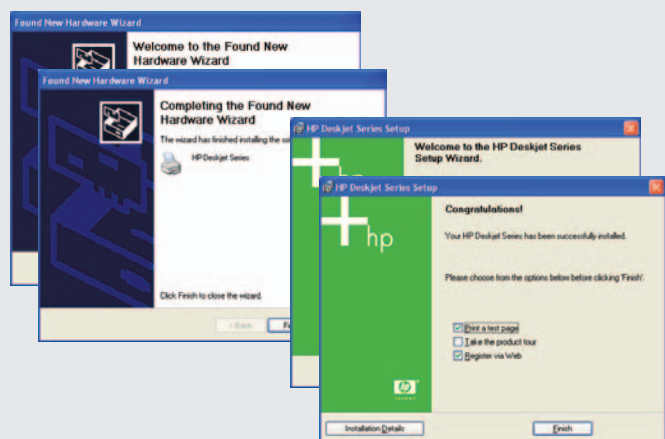 Found New Hardware Wizard
Welcome to the Found New
Hardware Wizard
Found New Hardware Wizard
Completing the Found New
Hardware Wizard
The wizard has finished installing the
HP Deskjet Series
Click Finish to close the wizard.
< Back
HP Deskjet Series Setup
Welcome to the HP Deskjet Series
Setup Wizard.
HP Deskjet Series Setup
hp
Congratulations!
Your HP Deskjet Series has been successfully installed.
Please choose from the options below before clicking 'Finish'.
Print a test page
Take the product tour
Register via Web
hp
invent
Installation Details
Finish